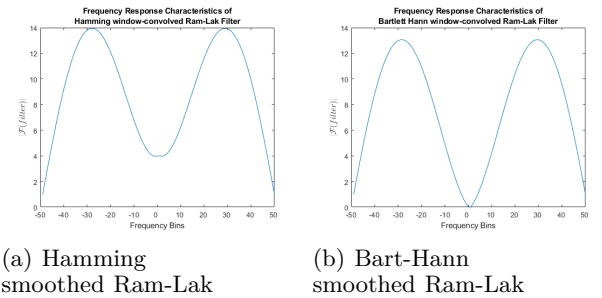 Frequency Response Characteristics of
Hamming window-convolved Ram-Lak Filter
|F(filter)|
14
12
10
8
6
4
2
0
-50 -40 -30 -20 -10 0 10 20 30 40 50
Frequency Bins
(a) Hamming
smoothed Ram-Lak
Frequency Response Characteristics of
Bartlett Hann window-convolved Ram-Lak Filter
|F(filter)|
14
12
10
8
6
4
2
0
-50 -40 -30 -20 -10 0 10 20 30 40 50
Frequency Bins
(b) Bart-Hann
smoothed Ram-Lak